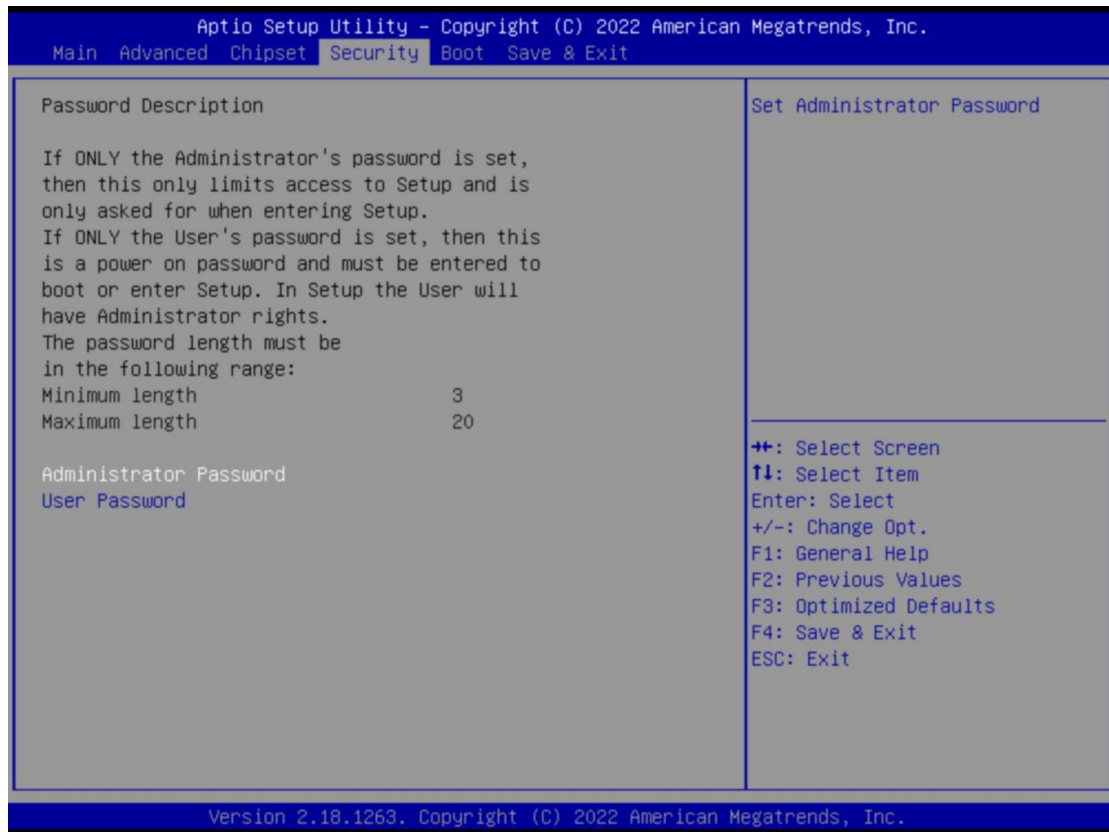 Aptio Setup Utility – Copyright (C) 2022 American Megatrends, Inc.
Main Advanced Chipset Security Boot Save & Exit
Password Description
If ONLY the Administrator's password is set,
then this only limits access to Setup and is
only asked for when entering Setup.
If ONLY the User's password is set, then this
is a power on password and must be entered to
boot or enter Setup. In Setup the User will
have Administrator rights.
The password length must be
in the following range:
Minimum length 3
Maximum length 20
Administrator Password
User Password
Set Administrator Password
→←: Select Screen
↑↓: Select Item
Enter: Select
+/-: Change Opt.
F1: General Help
F2: Previous Values
F3: Optimized Defaults
F4: Save & Exit
ESC: Exit
Version 2.18.1263. Copyright (C) 2022 American Megatrends, Inc.